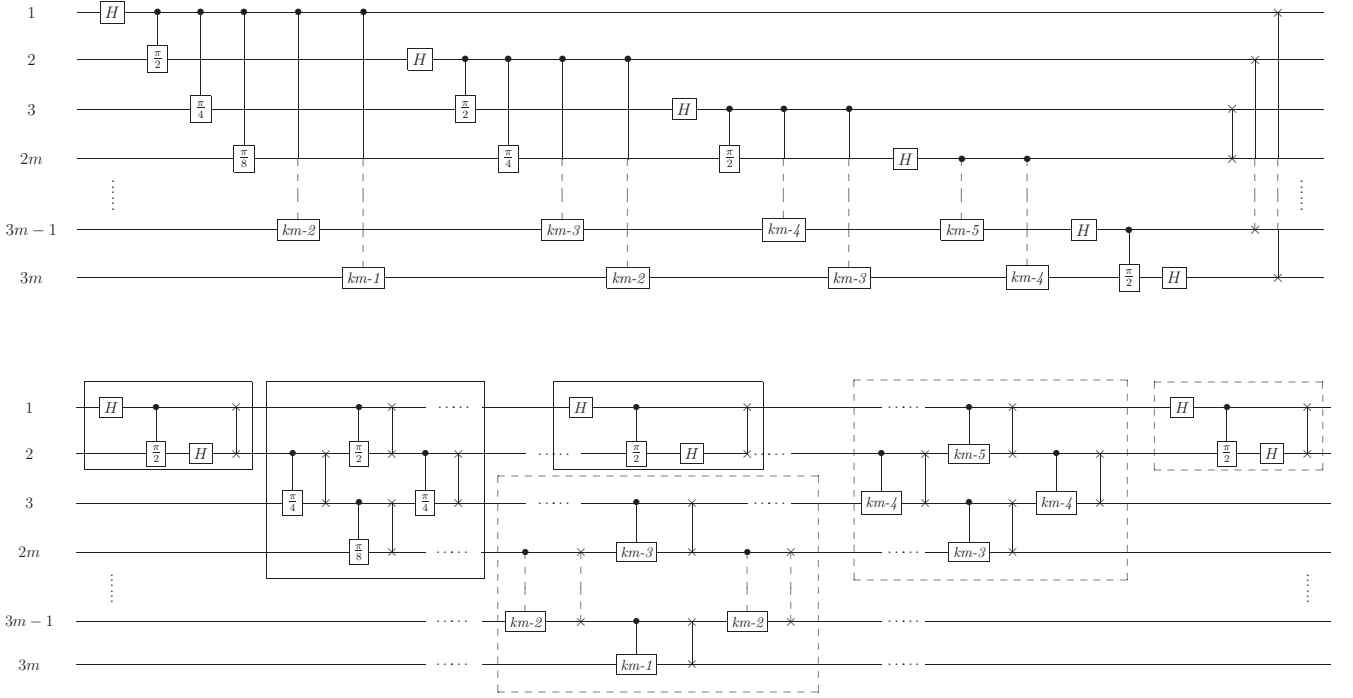 1 H
2 π/2 H
3 π/4 π/2 H
2m π/8 π/4 π/2 H
3m − 1 km-2 km-3 km-4 km-5 H
3m km-1 km-2 km-3 km-4 π/2 H
1 H H H
2 π/2 H π/2 π/2 H km-5 π/2 H
3 π/4 π/4 km-4 km-4
2m π/8 km-3 km-3
3m − 1 km-2 km-2
3m km-1